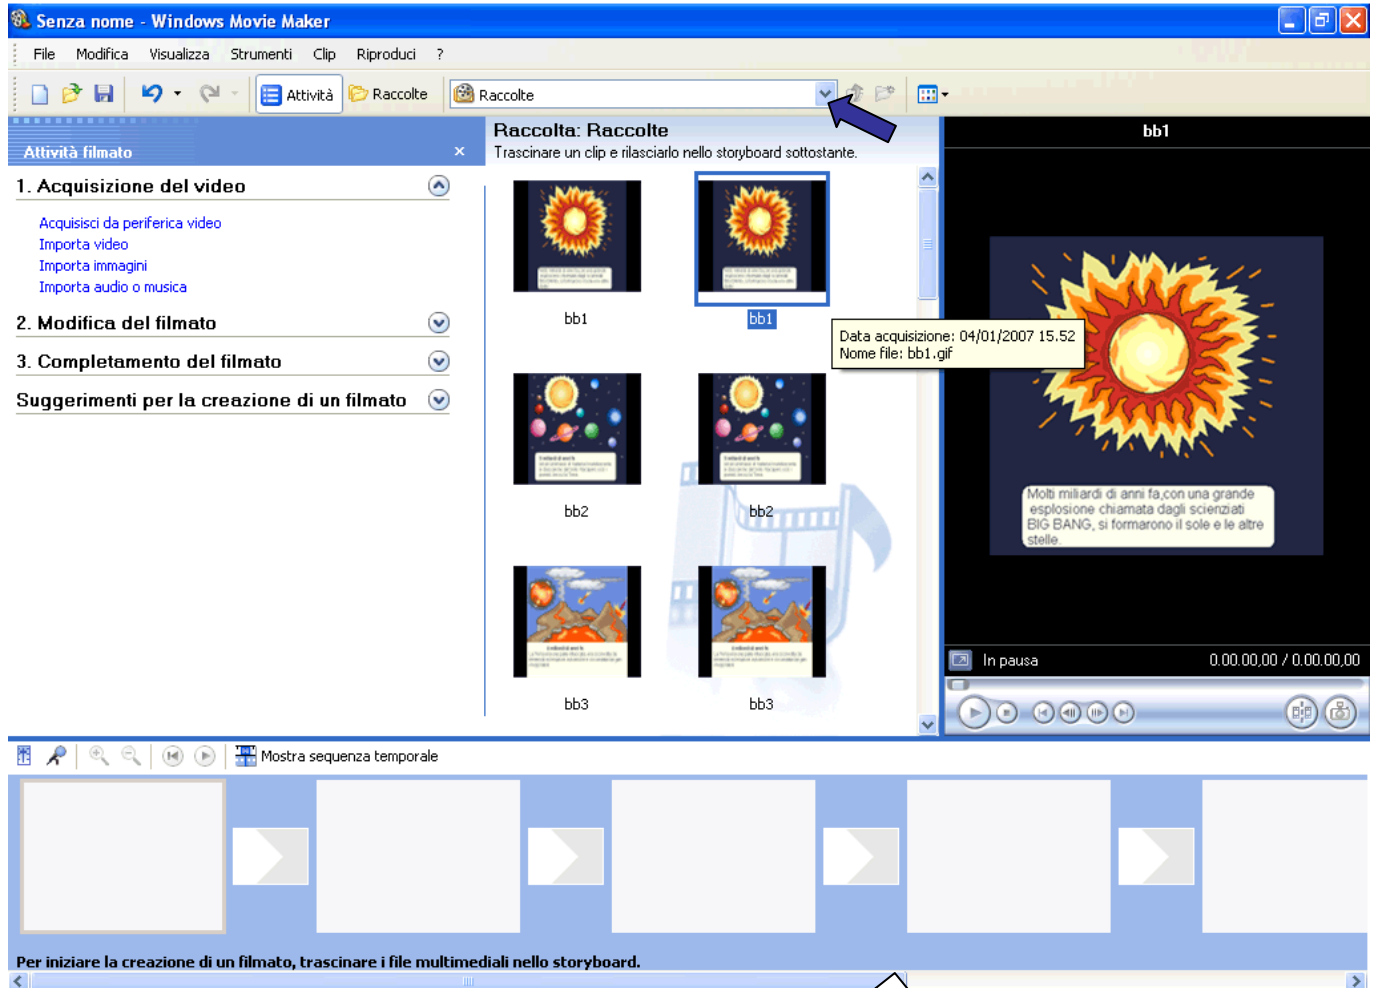 Senza nome - Windows Movie Maker
File Modifica Visualizza Strumenti Clip Riproduci ?
Attività Raccolte Raccolte
Attività filmato
1. Acquisizione del video
Acquisisci da periferica video
Importa video
Importa immagini
Importa audio o musica
2. Modifica del filmato
3. Completamento del filmato
Suggerimenti per la creazione di un filmato
Raccolta: Raccolte
Trascinare un clip e rilasciarlo nello storyboard sottostante.
bb1 bb1
Data acquisizione: 04/01/2007 15.52
Nome file: bb1.gif
bb2 bb2
bb3 bb3
bb1
Molti miliardi di anni fa,con una grande
esplosione chiamata dagli scienziati
BIG BANG, si formarono il sole e le altre
stelle.
In pausa 0.00.00,00 / 0.00.00,00
Mostra sequenza temporale
Per iniziare la creazione di un filmato, trascinare i file multimediali nello storyboard.